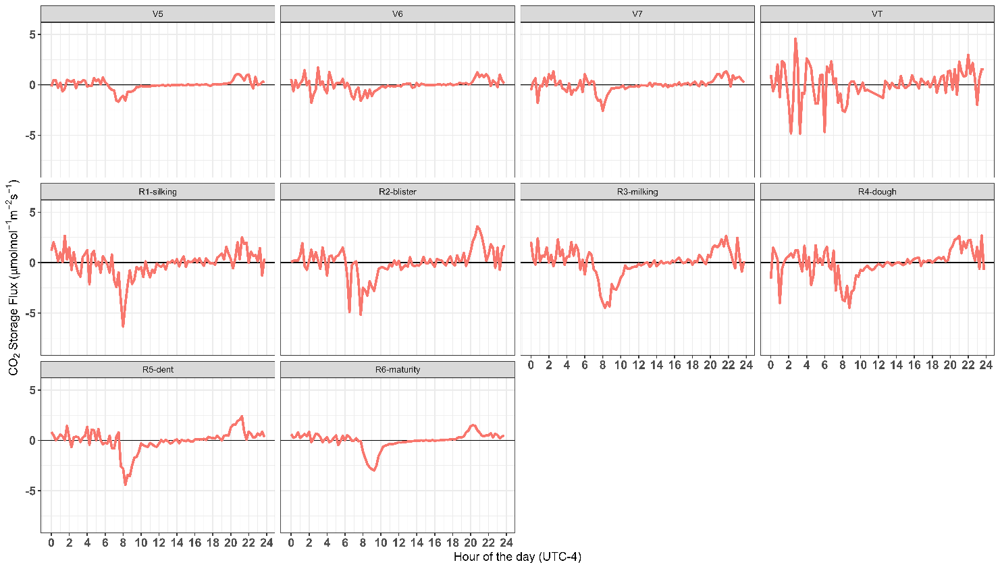 V5 V6 V7 VT
5
0
-5
R1-silking R2-blister R3-milking R4-dough
5
0
-5
0 2 4 6 8 10 12 14 16 18 20 22 24 0 2 4 6 8 10 12 14 16 18 20 22 24
R5-dent R6-maturity
5
0
-5
0 2 4 6 8 10 12 14 16 18 20 22 24 0 2 4 6 8 10 12 14 16 18 20 22 24
Hour of the day (UTC-4)
CO₂ Storage Flux (μmolmol⁻¹m⁻²s⁻¹)